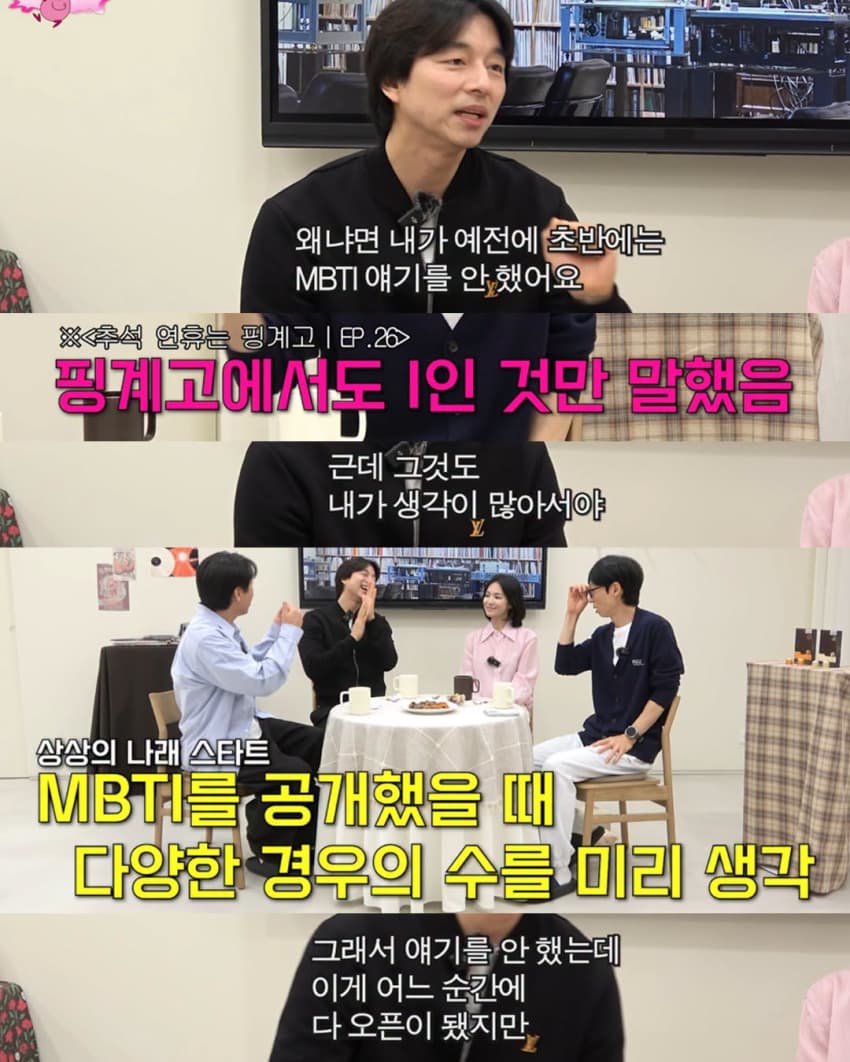 왜냐면 내가 예전에 초반에는
MBTI 얘기를 안 했어요
※<추석 연휴는 핑계고 | EP.26>
핑계고에서도 I인 것만 말했음
근데 그것도
내가 생각이 많아서야
상상의 나래 스타트
MBTI를 공개했을 때
다양한 경우의 수를 미리 생각
그래서 얘기를 안 했는데
이게 어느 순간에
다 오픈이 됐지만